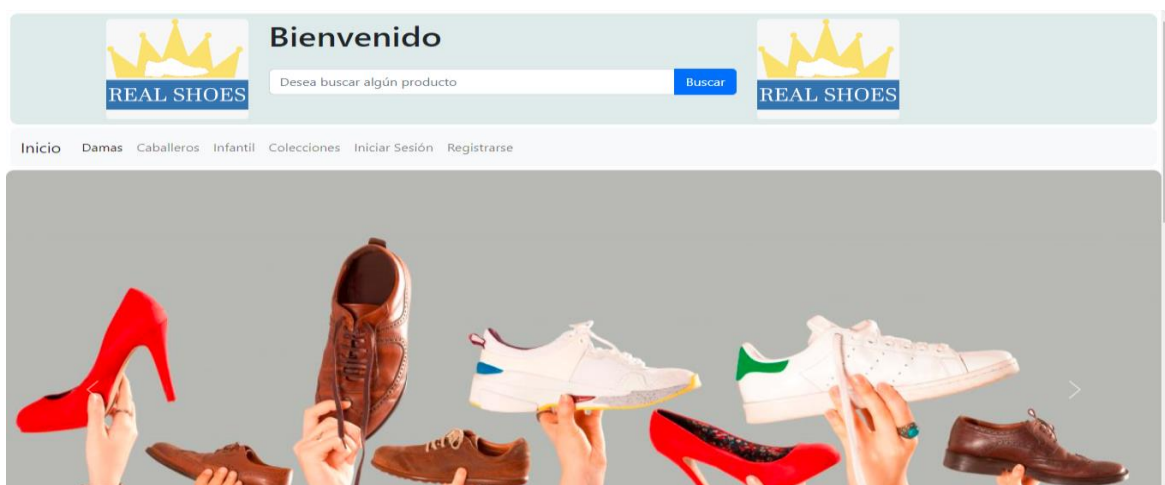 Bienvenido
REAL SHOES
Desea buscar algún producto
Buscar
REAL SHOES
Inicio Damas Caballeros Infantil Colecciones Iniciar Sesión Registrarse